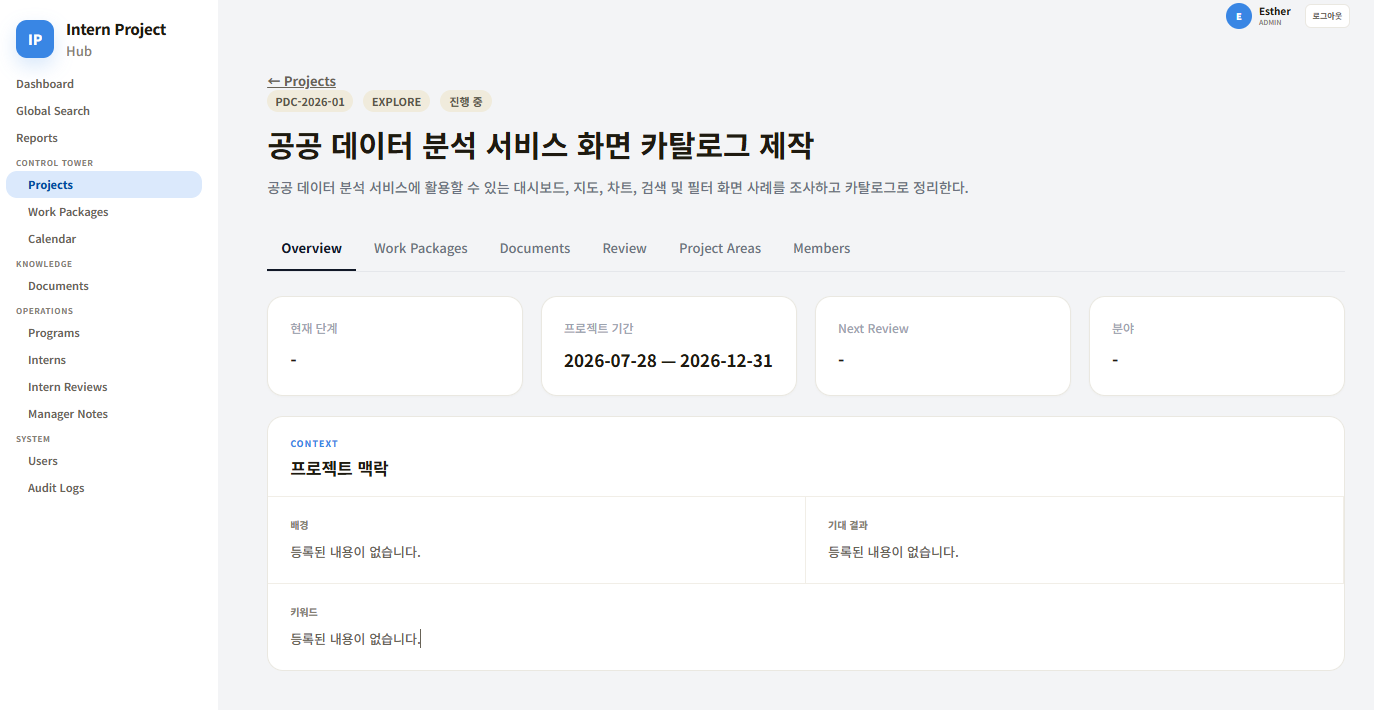 IP
Intern Project
Hub
Dashboard
Global Search
Reports
CONTROL TOWER
Projects
Work Packages
Calendar
KNOWLEDGE
Documents
OPERATIONS
Programs
Interns
Intern Reviews
Manager Notes
SYSTEM
Users
Audit Logs
E
Esther
ADMIN
로그아웃
← Projects
PDC-2026-01 EXPLORE 진행 중
공공 데이터 분석 서비스 화면 카탈로그 제작
공공 데이터 분석 서비스에 활용할 수 있는 대시보드, 지도, 차트, 검색 및 필터 화면 사례를 조사하고 카탈로그로 정리한다.
Overview Work Packages Documents Review Project Areas Members
현재 단계
-
프로젝트 기간
2026-07-28 — 2026-12-31
Next Review
-
분야
-
CONTEXT
프로젝트 맥락
배경
등록된 내용이 없습니다.
기대 결과
등록된 내용이 없습니다.
키워드
등록된 내용이 없습니다.